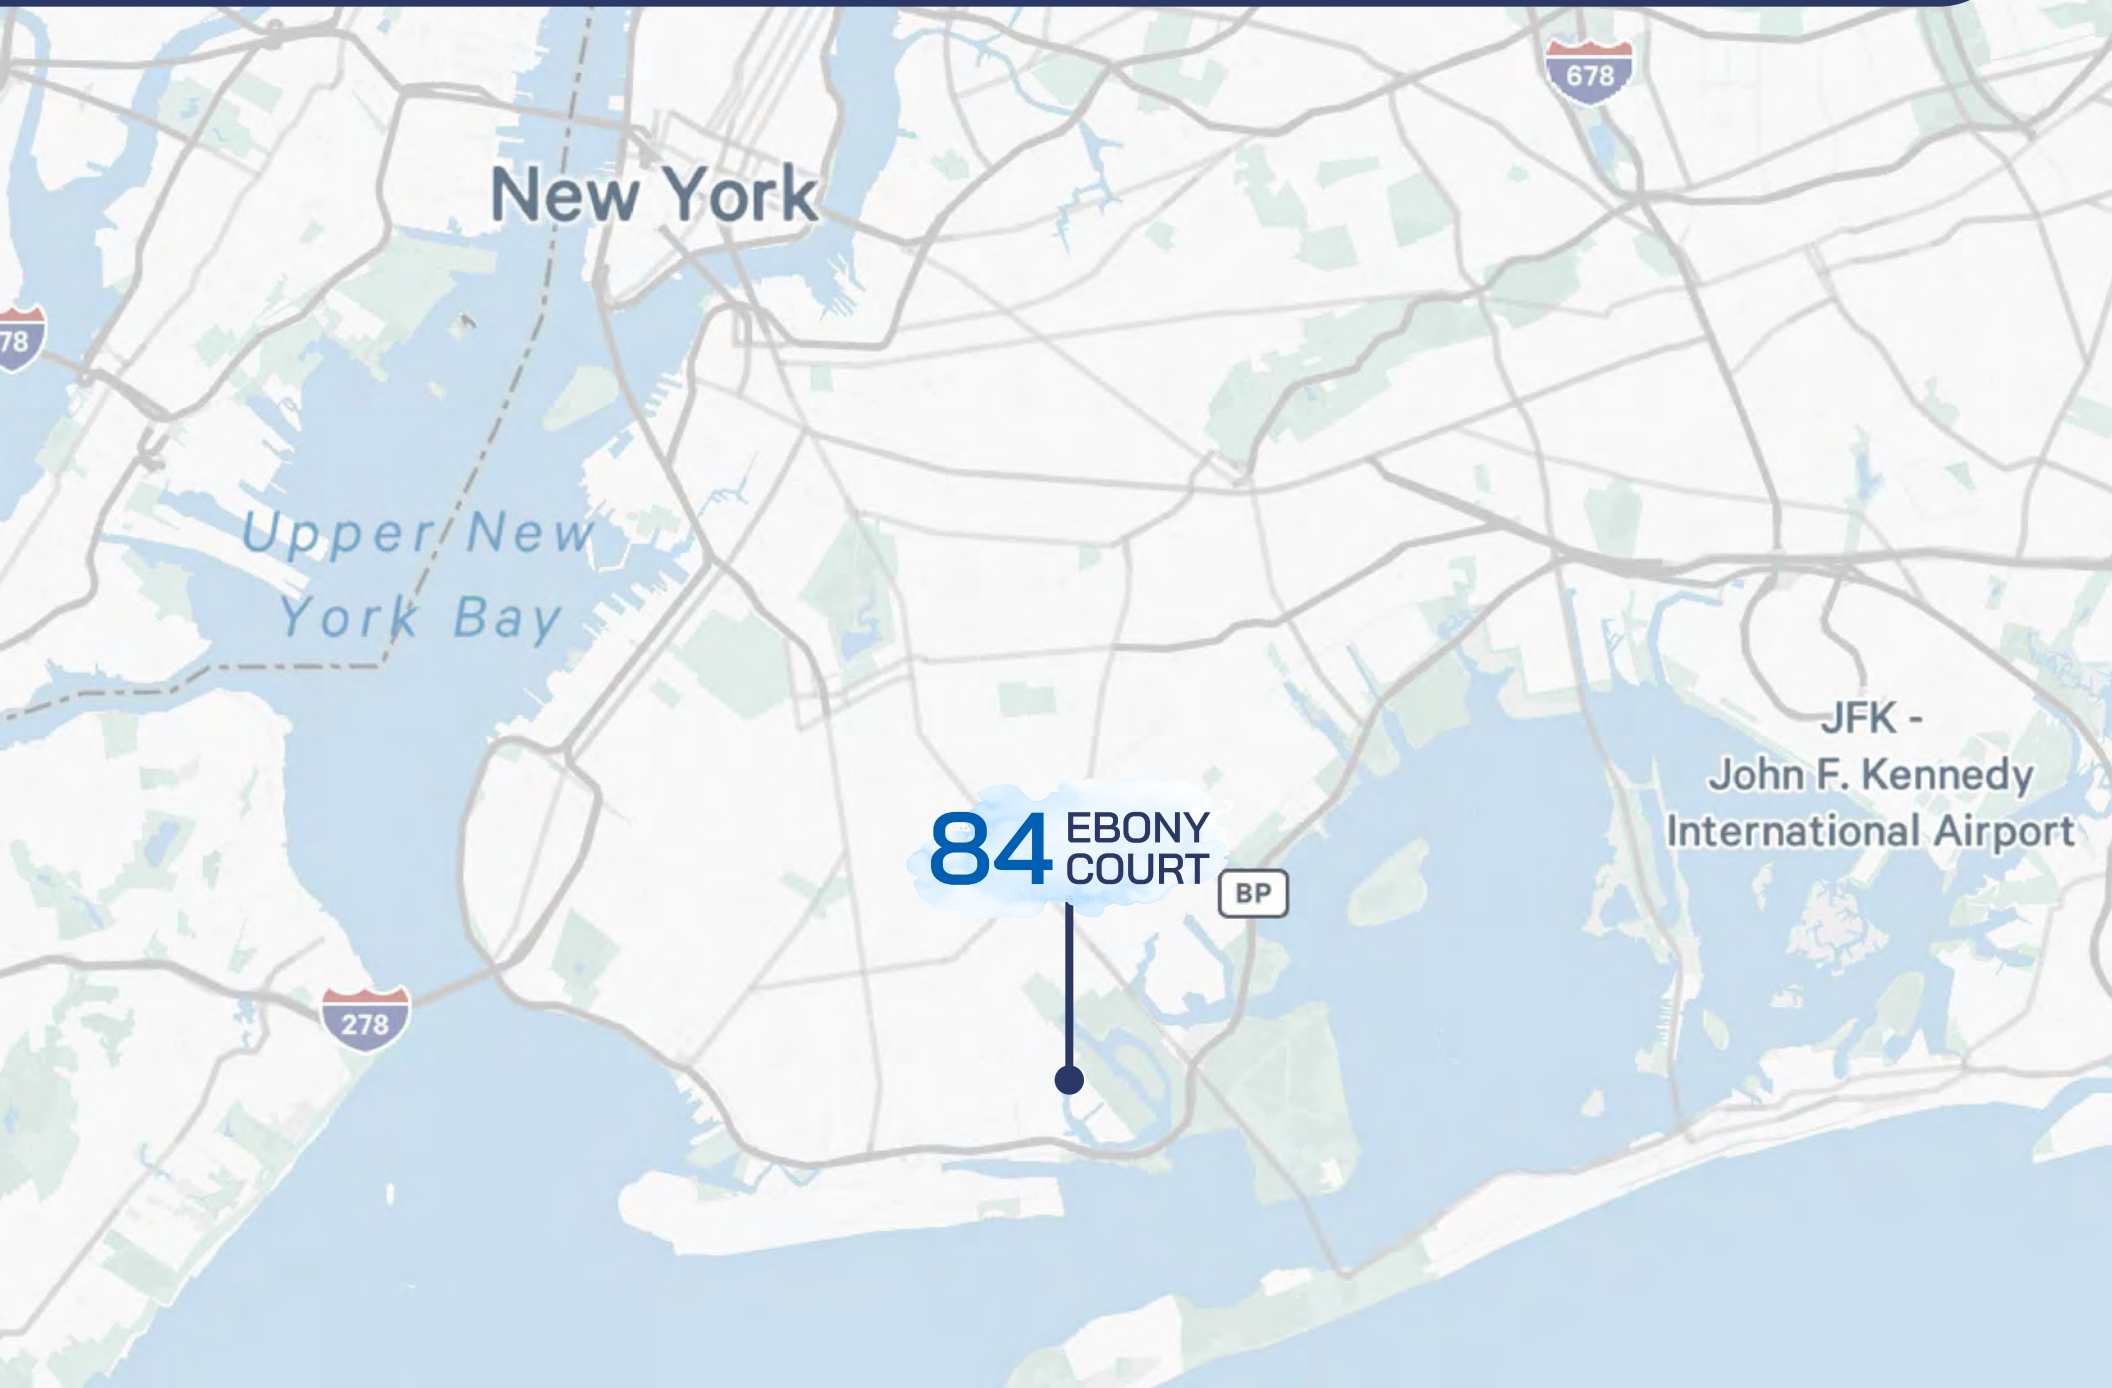 678
New York
78
Upper New
York Bay
JFK -
John F. Kennedy
International Airport
84 EBONY
COURT
BP
278